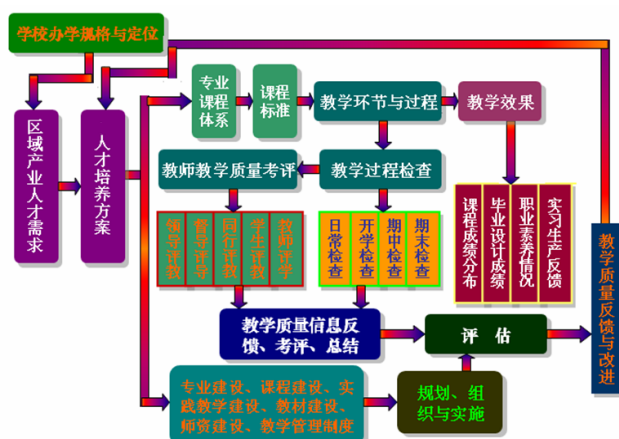 学校办学规格与定位
区域产业人才需求
人才培养方案
专业
课程
体系
课程
标准
教学环节与过程
教学效果
教师教学质量考评
教学过程检查
领导评教
督导评导
同行评教
学生评教
教师评学
日常检查
开学检查
期中检查
期末检查
课程成绩分布
毕业设计成绩
职业素养情况
实习生产反馈
教学质量信息反
馈、考评、总结
评 估
教学质量反馈与改进
专业建设、课程建设、实
践教学建设、教材建设、
师资建设、教学管理制度
规划、组
织与实施